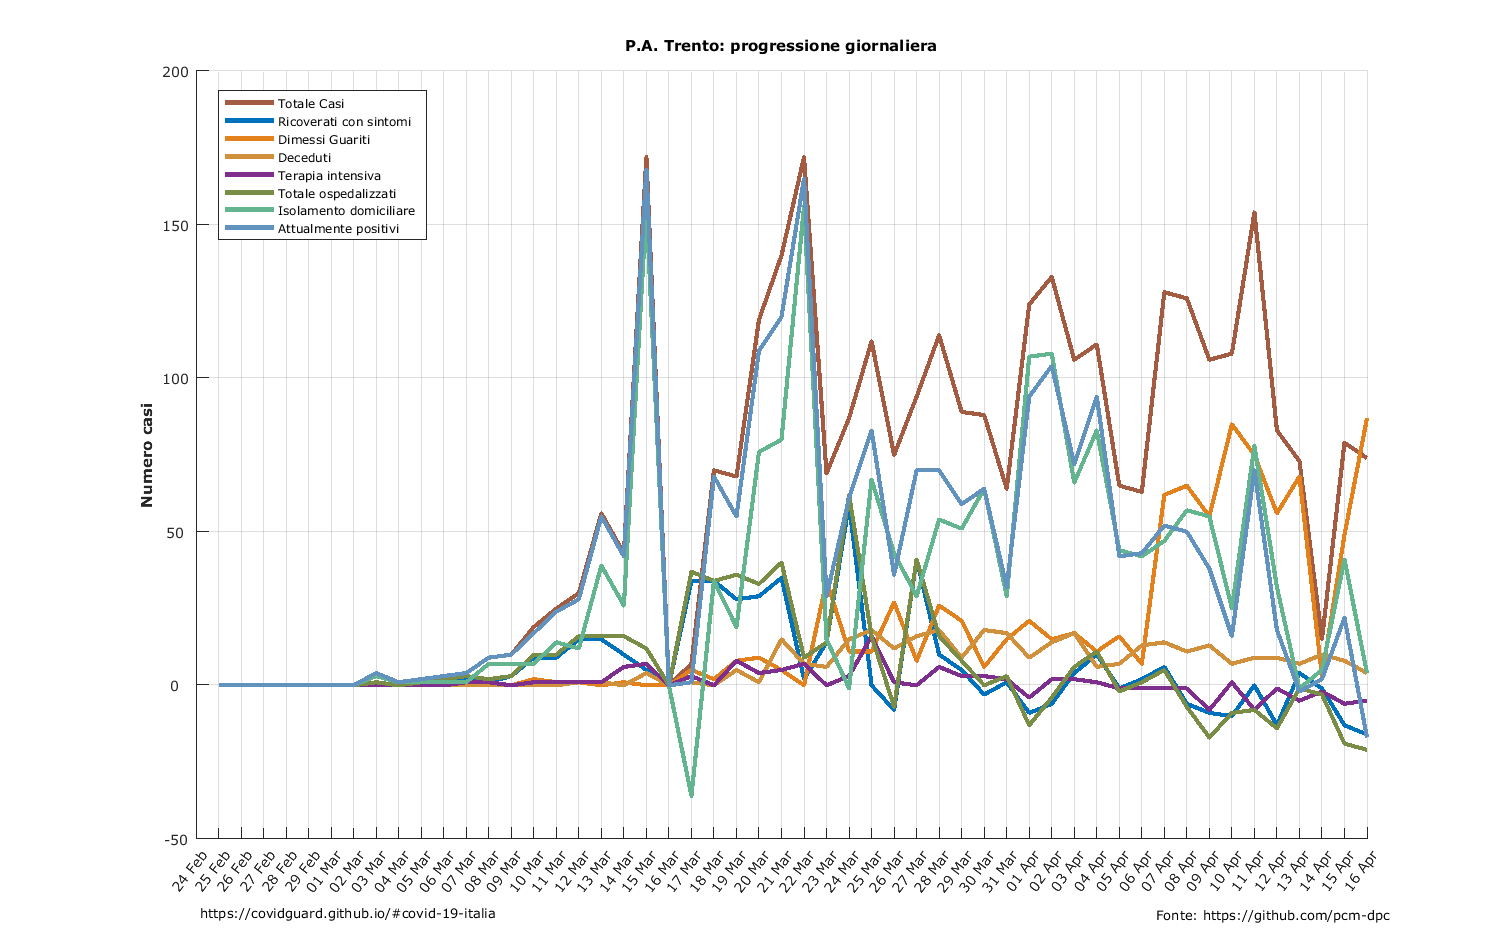 P.A. Trento: progressione giornaliera
200
150
100
50
0
-50
Numero casi
Totale Casi
Ricoverati con sintomi
Dimessi Guariti
Deceduti
Terapia intensiva
Totale ospedalizzati
Isolamento domiciliare
Attualmente positivi
24 Feb
25 Feb
26 Feb
27 Feb
28 Feb
29 Feb
01 Mar
02 Mar
03 Mar
04 Mar
05 Mar
06 Mar
07 Mar
08 Mar
09 Mar
10 Mar
11 Mar
12 Mar
13 Mar
14 Mar
15 Mar
16 Mar
17 Mar
18 Mar
19 Mar
20 Mar
21 Mar
22 Mar
23 Mar
24 Mar
25 Mar
26 Mar
27 Mar
28 Mar
29 Mar
30 Mar
31 Mar
01 Apr
02 Apr
03 Apr
04 Apr
05 Apr
06 Apr
07 Apr
08 Apr
09 Apr
10 Apr
11 Apr
12 Apr
13 Apr
14 Apr
15 Apr
16 Apr
https://covidguard.github.io/#covid-19-italia
Fonte: https://github.com/pcm-dpc